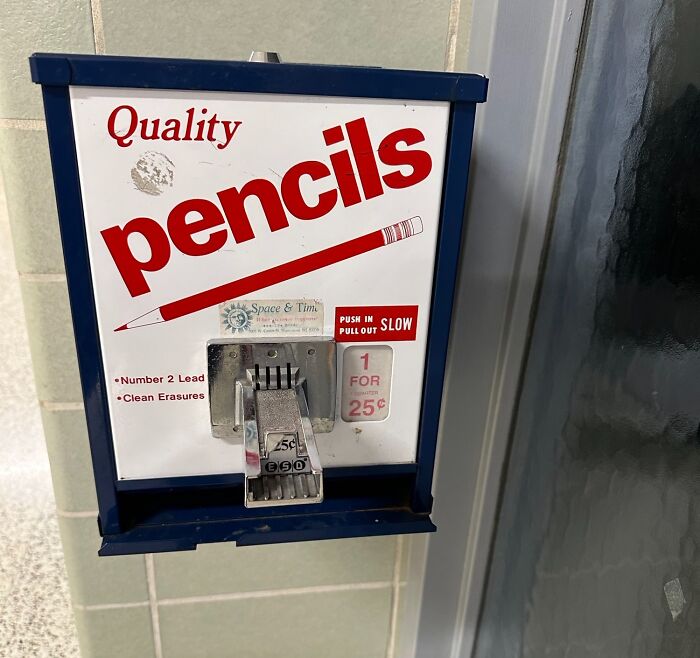 Quality
pencils
Space & Time
PUSH IN
PULL OUT SLOW
1
FOR
25¢
•Number 2 Lead
•Clean Erasures
25¢
ESD